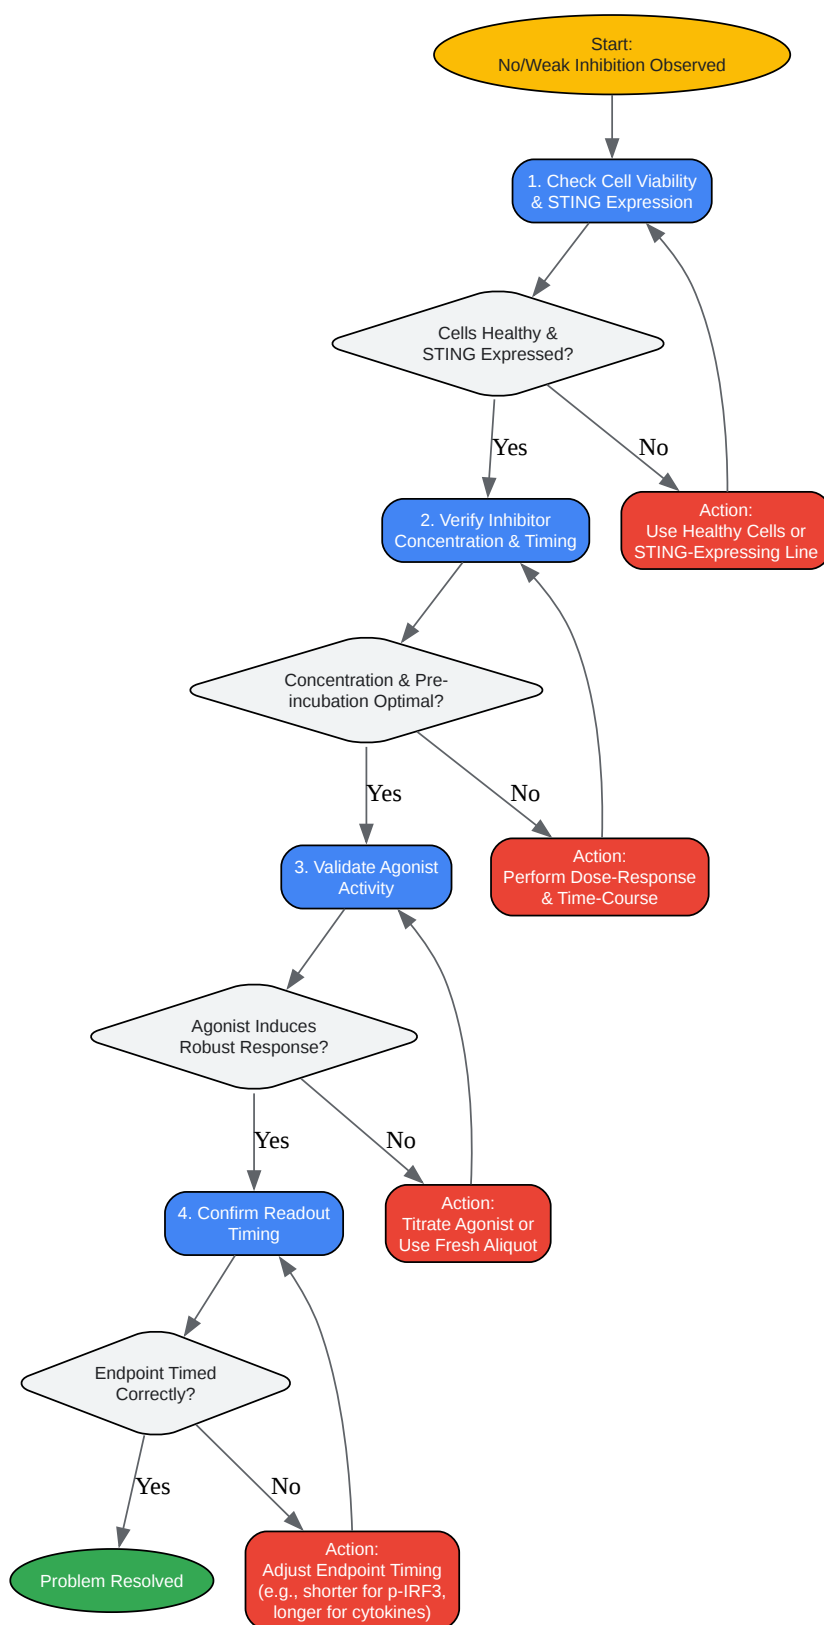 Start:
No/Weak Inhibition Observed
1. Check Cell Viability
& STING Expression
Cells Healthy &
STING Expressed?
Yes
No
Action:
Use Healthy Cells or
STING-Expressing Line
2. Verify Inhibitor
Concentration & Timing
Concentration & Pre-
incubation Optimal?
Yes
No
Action:
Perform Dose-Response
& Time-Course
3. Validate Agonist
Activity
Agonist Induces
Robust Response?
Yes
No
Action:
Titrate Agonist or
Use Fresh Aliquot
4. Confirm Readout
Timing
Endpoint Timed
Correctly?
Yes
No
Action:
Adjust Endpoint Timing
(e.g., shorter for p-IRF3,
longer for cytokines)
Problem Resolved